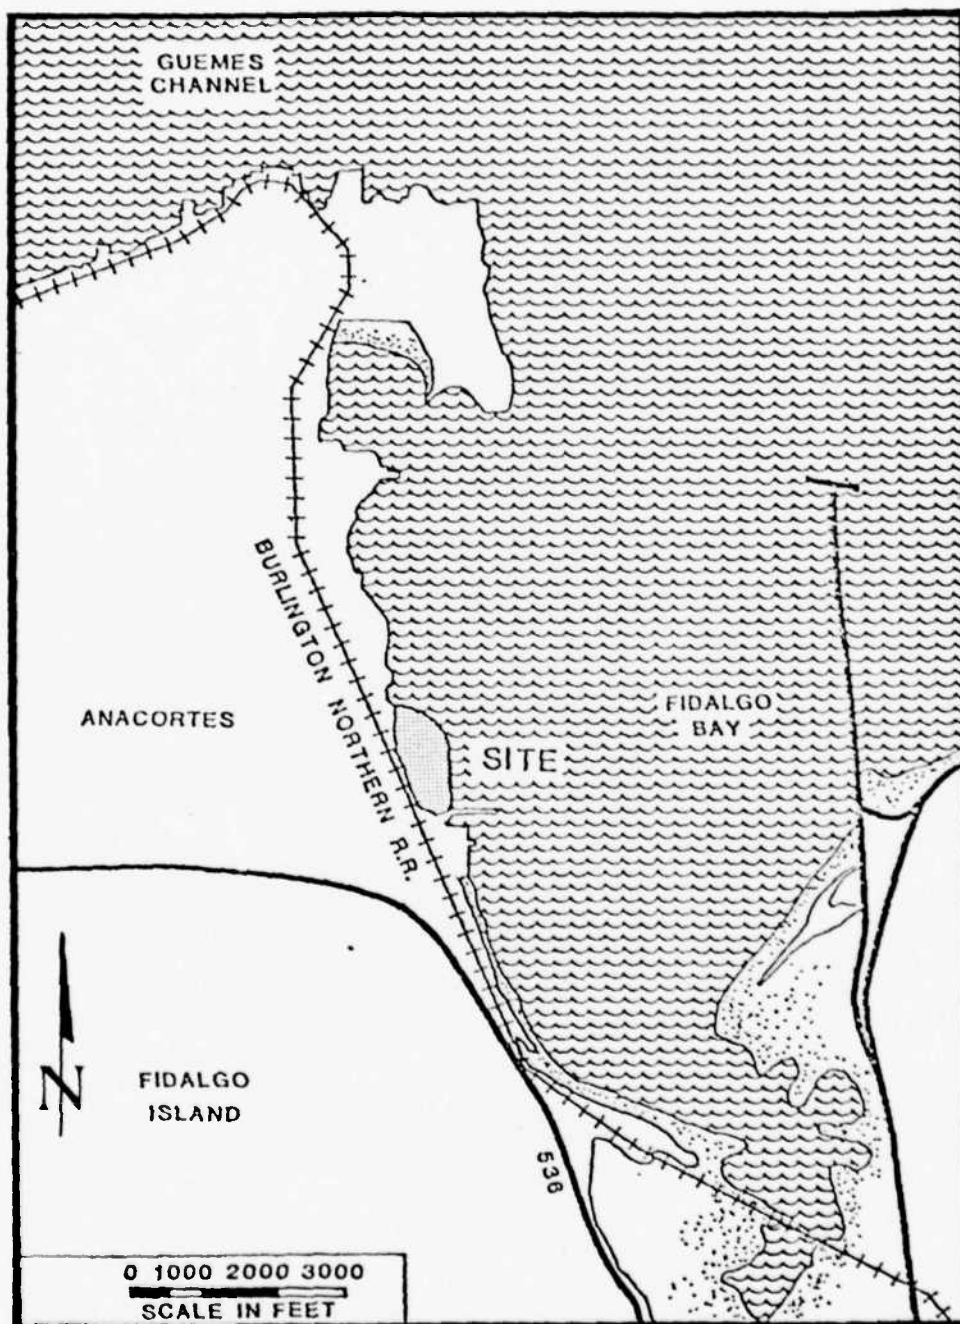 GUEMES
CHANNEL
BURLINGTON NORTHERN R.R.
ANACORTES
FIDALGO
BAY
SITE
N
FIDALGO
ISLAND
536
0 1000 2000 3000
SCALE IN FEET